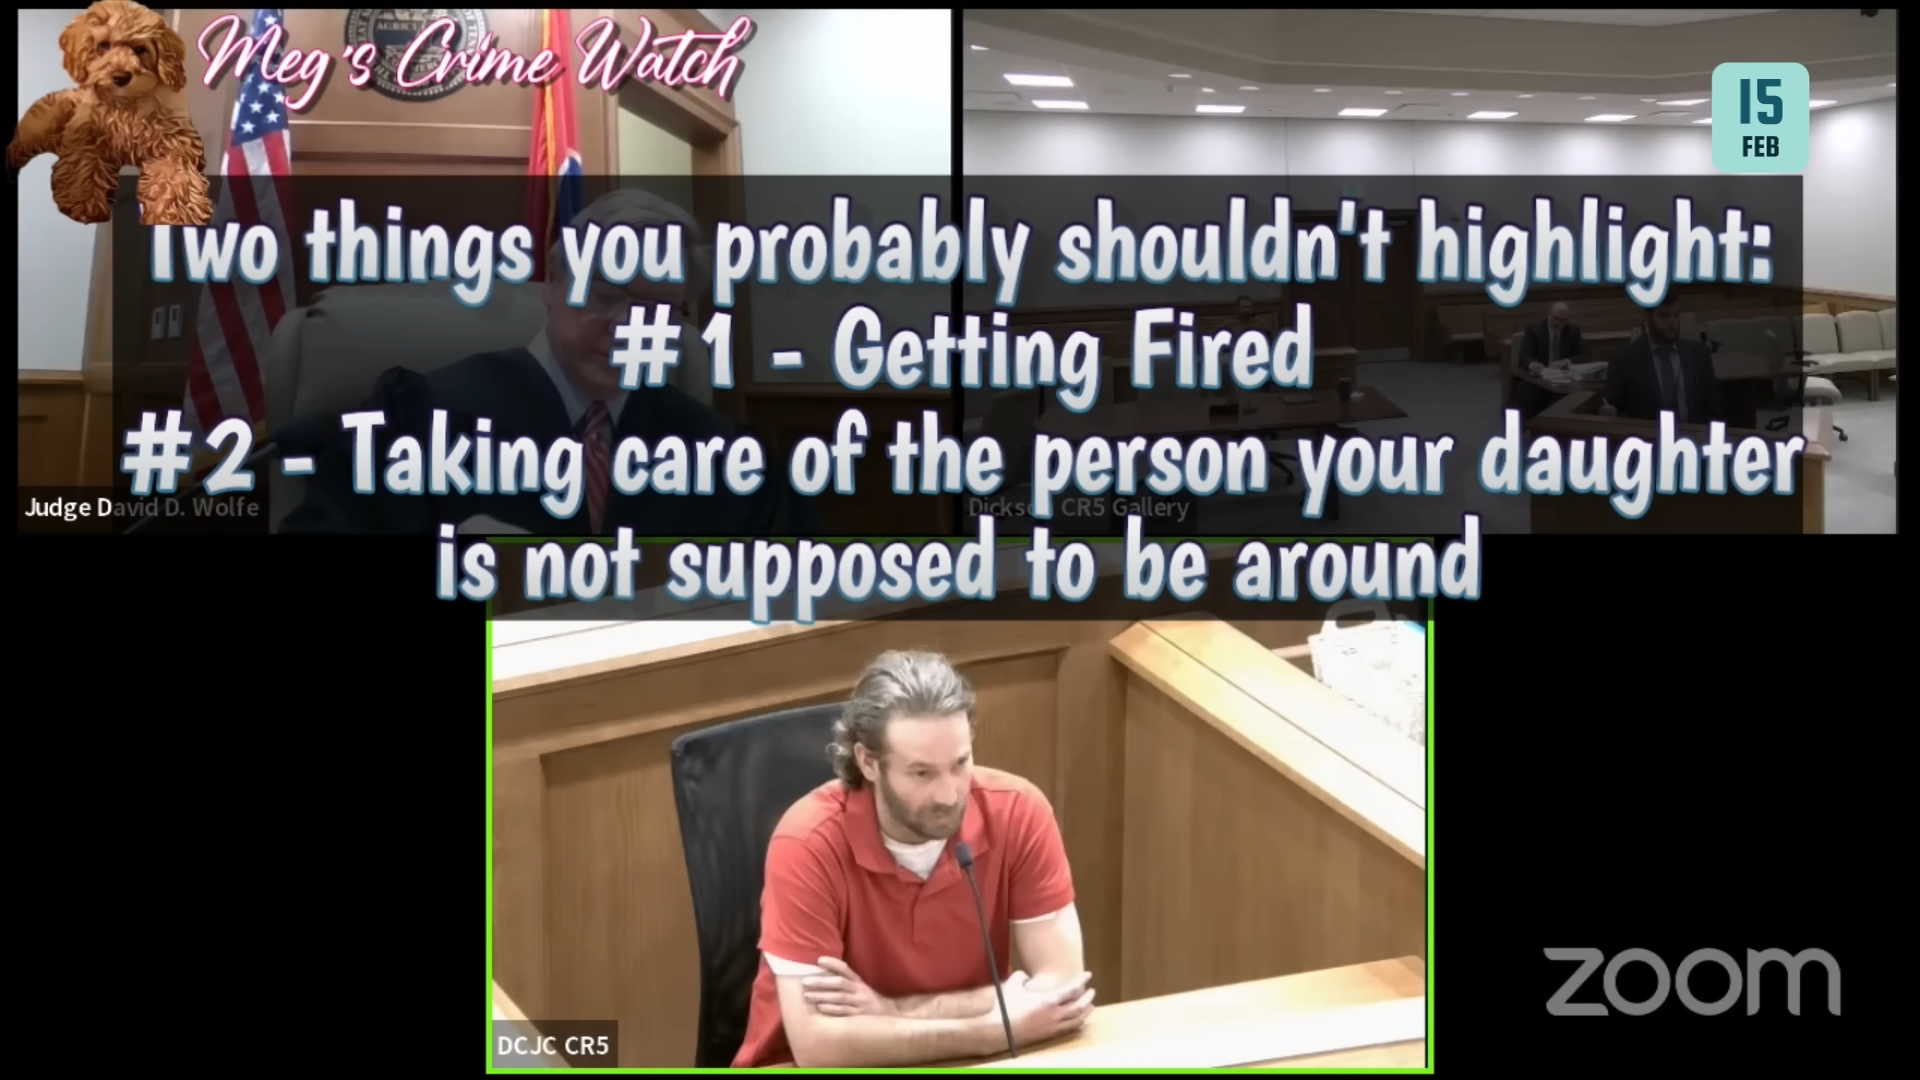 Meg's Crime Watch
AGRICU
15
FEB
Two things you probably shouldn't highlight:
#1 - Getting Fired
#2 - Taking care of the person your daughter
is not supposed to be around
Judge David D. Wolfe
CR5 Gallery
DCJC CR5
zoom